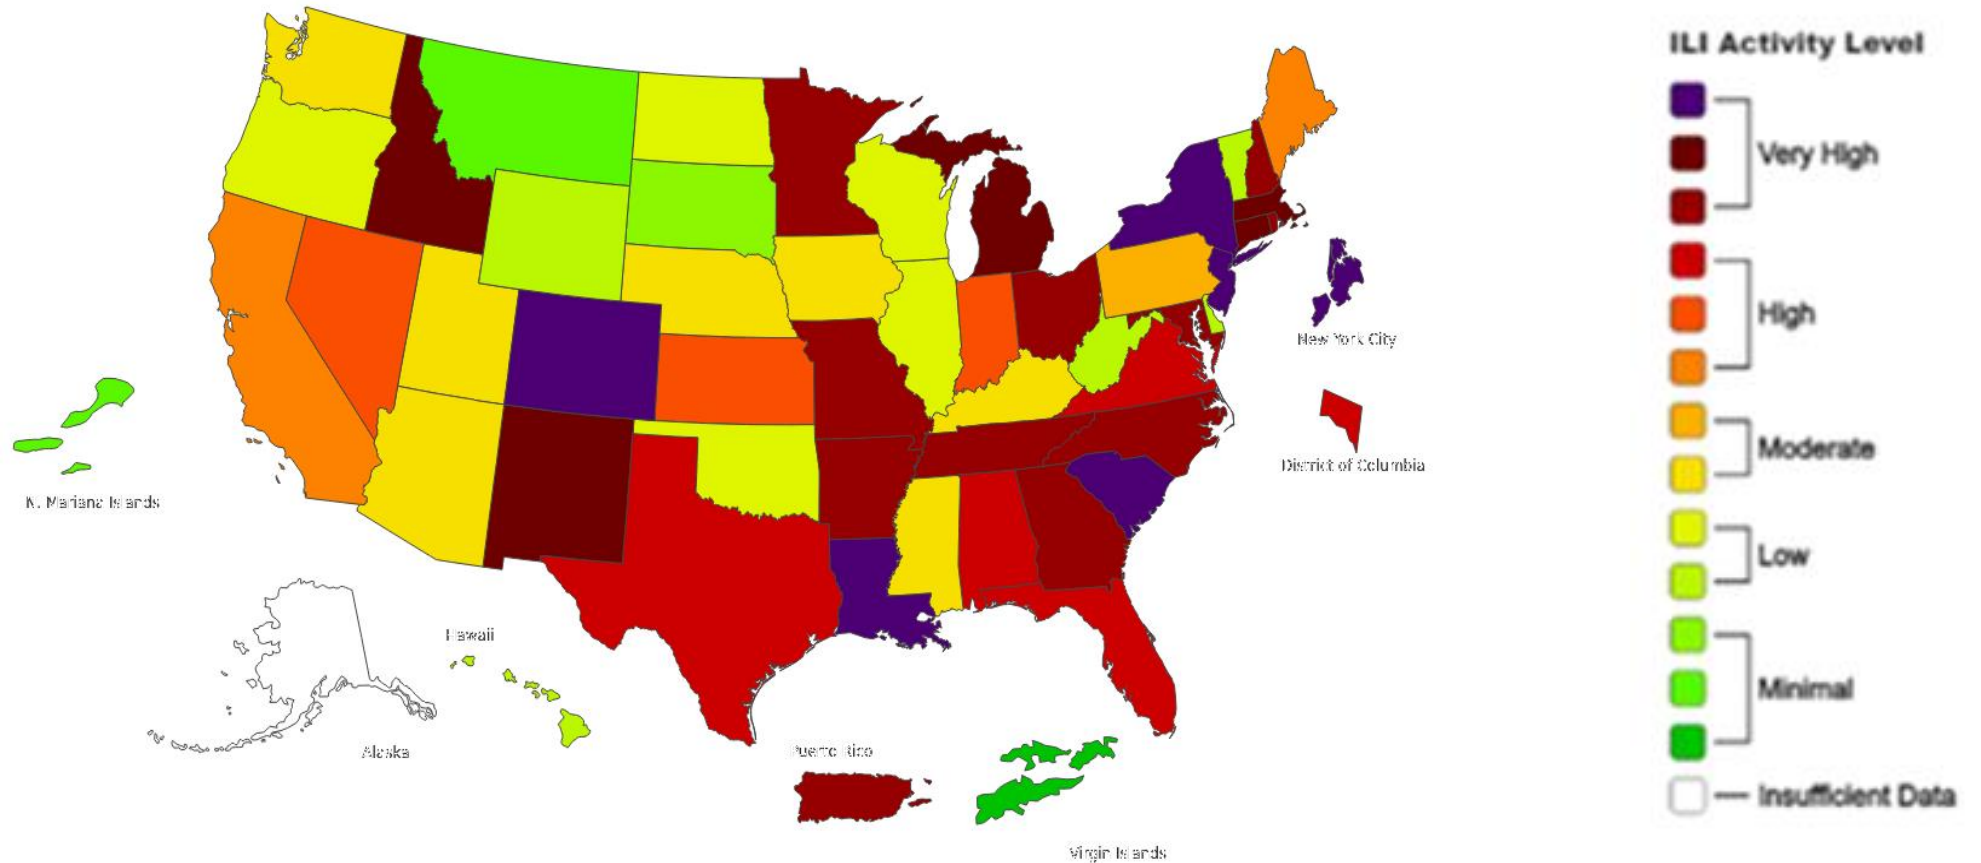 ILI Activity Level
Very High
High
Moderate
Low
Minimal
Insufficient Data
New York City
District of Columbia
N. Mariana Islands
Hawaii
Alaska
Puerto Rico
Virgin Islands